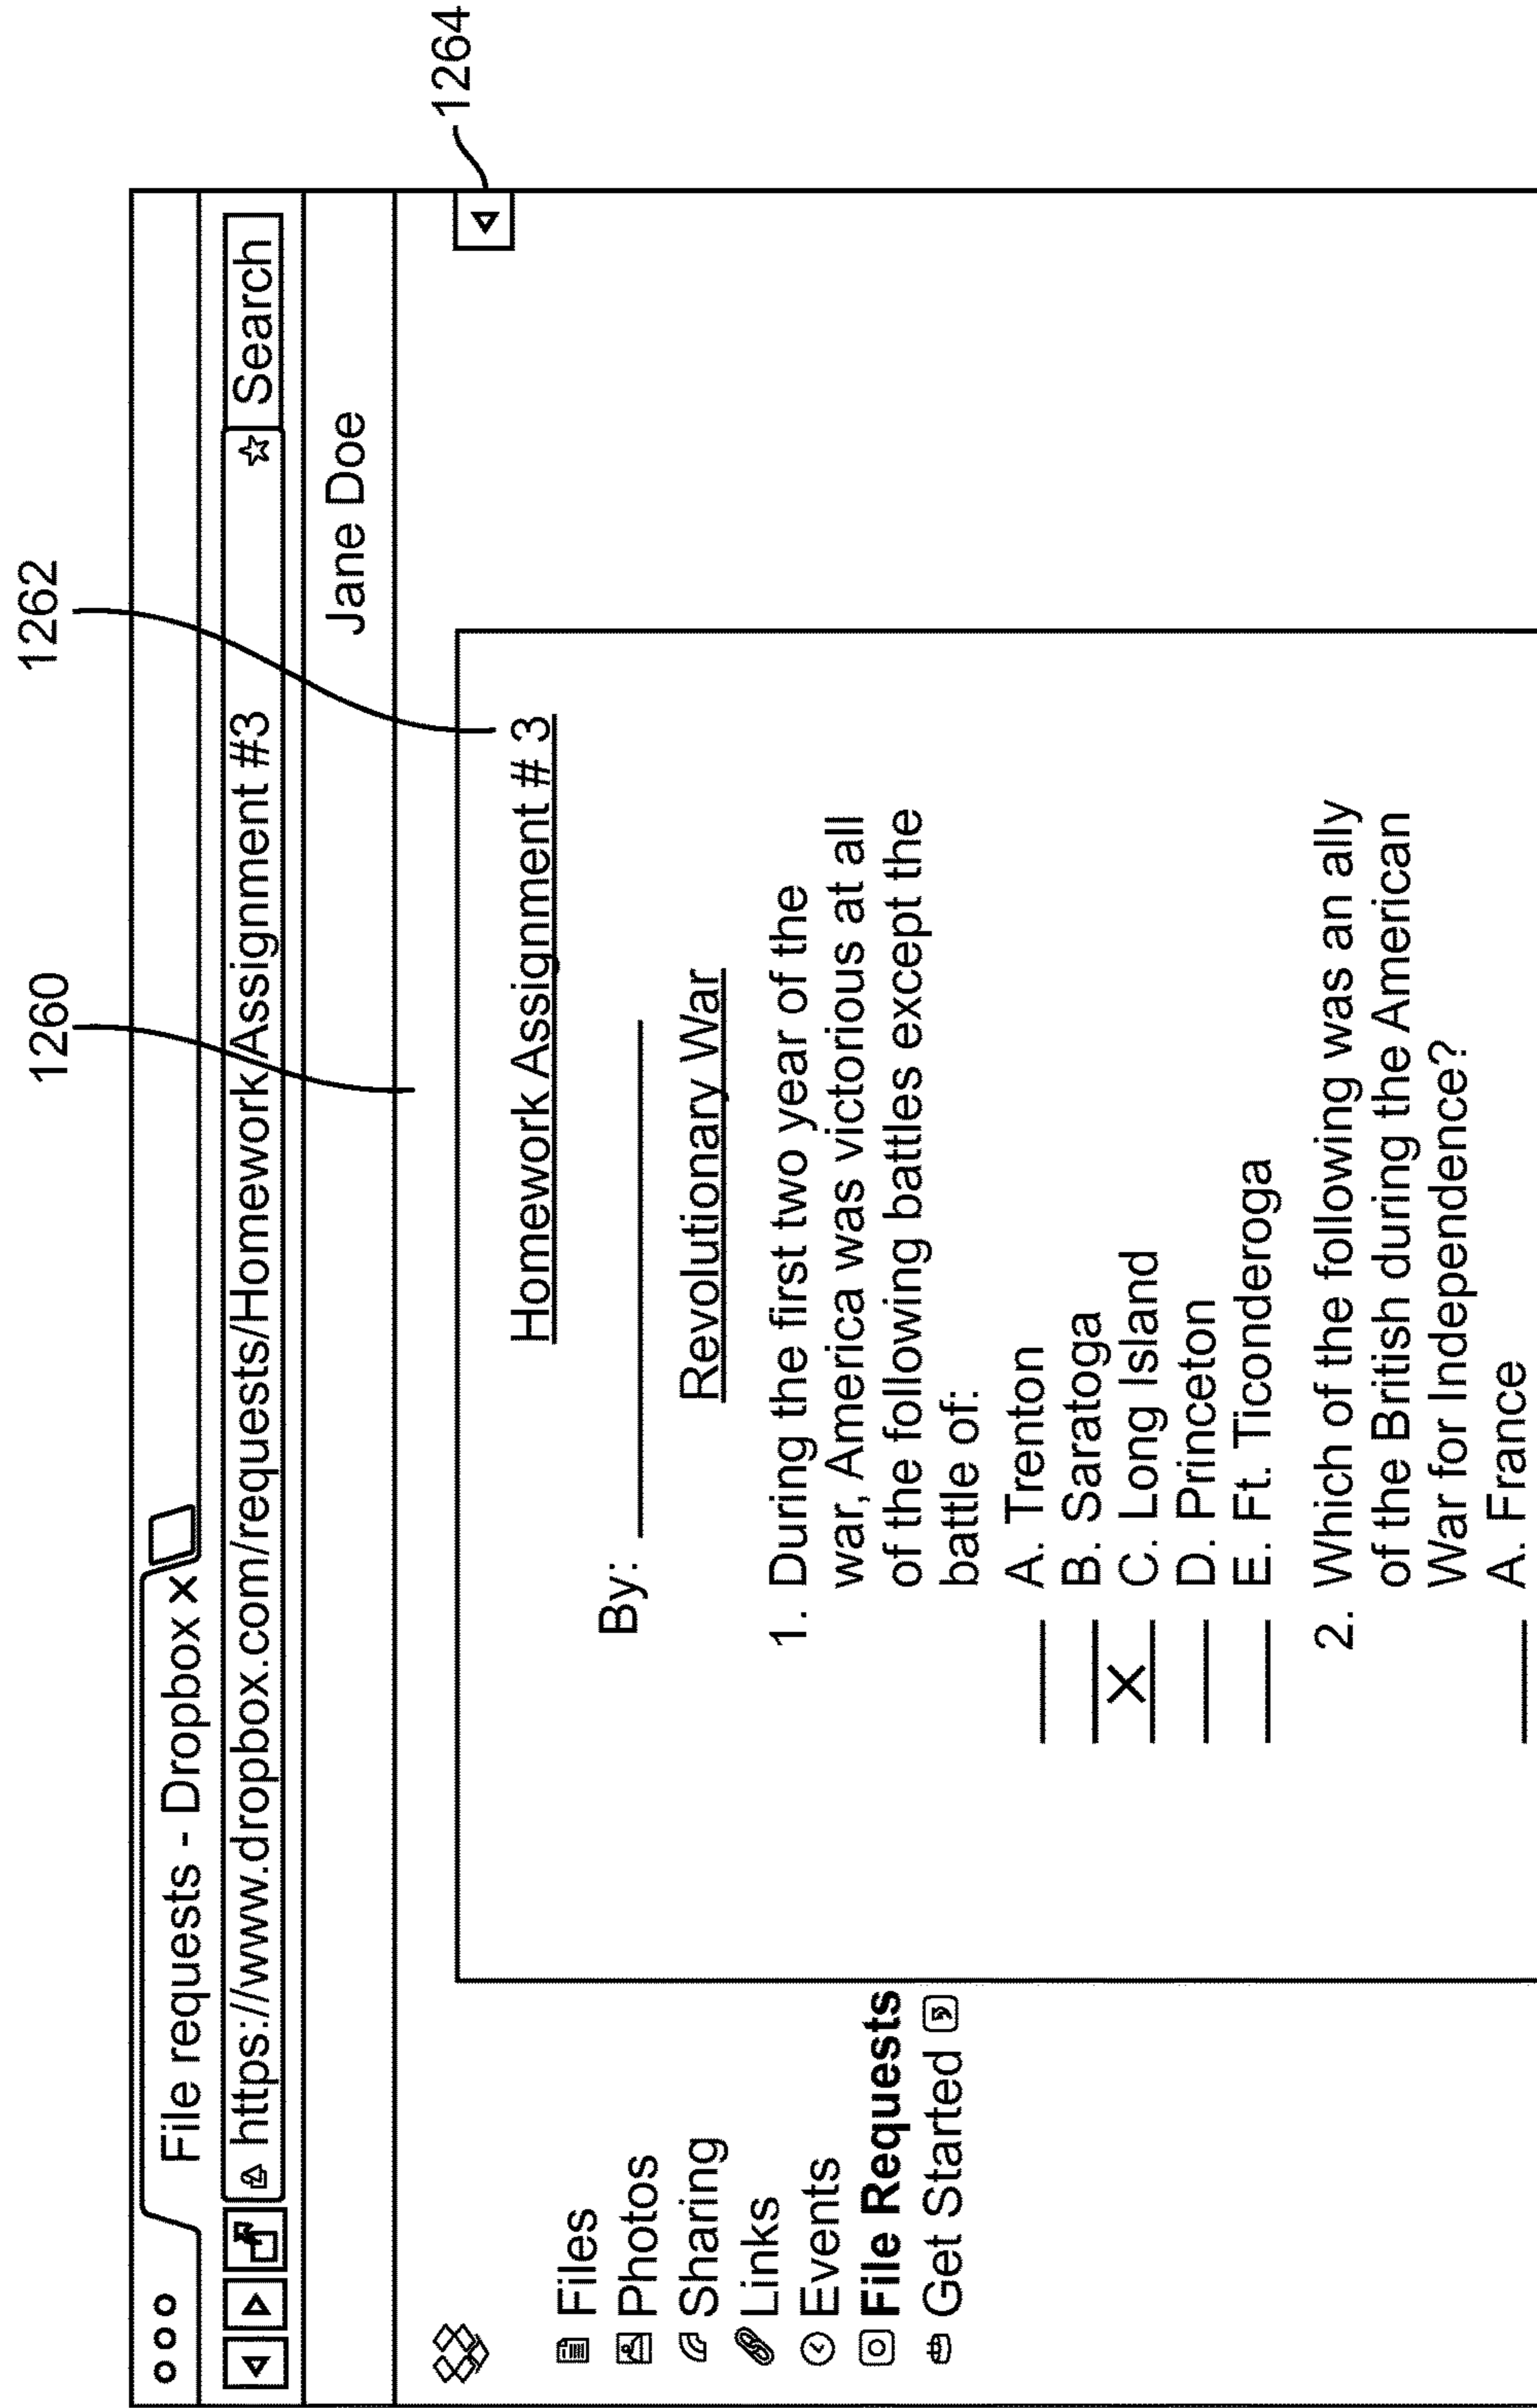 1260
1262
1264
File requests - Dropbox X
https://www.dropbox.com/requests/Homework Assignment #3
Search
Jane Doe
Files
Photos
Sharing
Links
Events
File Requests
Get Started
Homework Assignment # 3
By:
Revolutionary War
1. During the first two year of the
war, America was victorious at all
of the following battles except the
battle of:
A. Trenton
B. Saratoga
X C. Long Island
D. Princeton
E. Ft. Ticonderoga
2. Which of the following was an ally
of the British during the American
War for Independence?
A. France